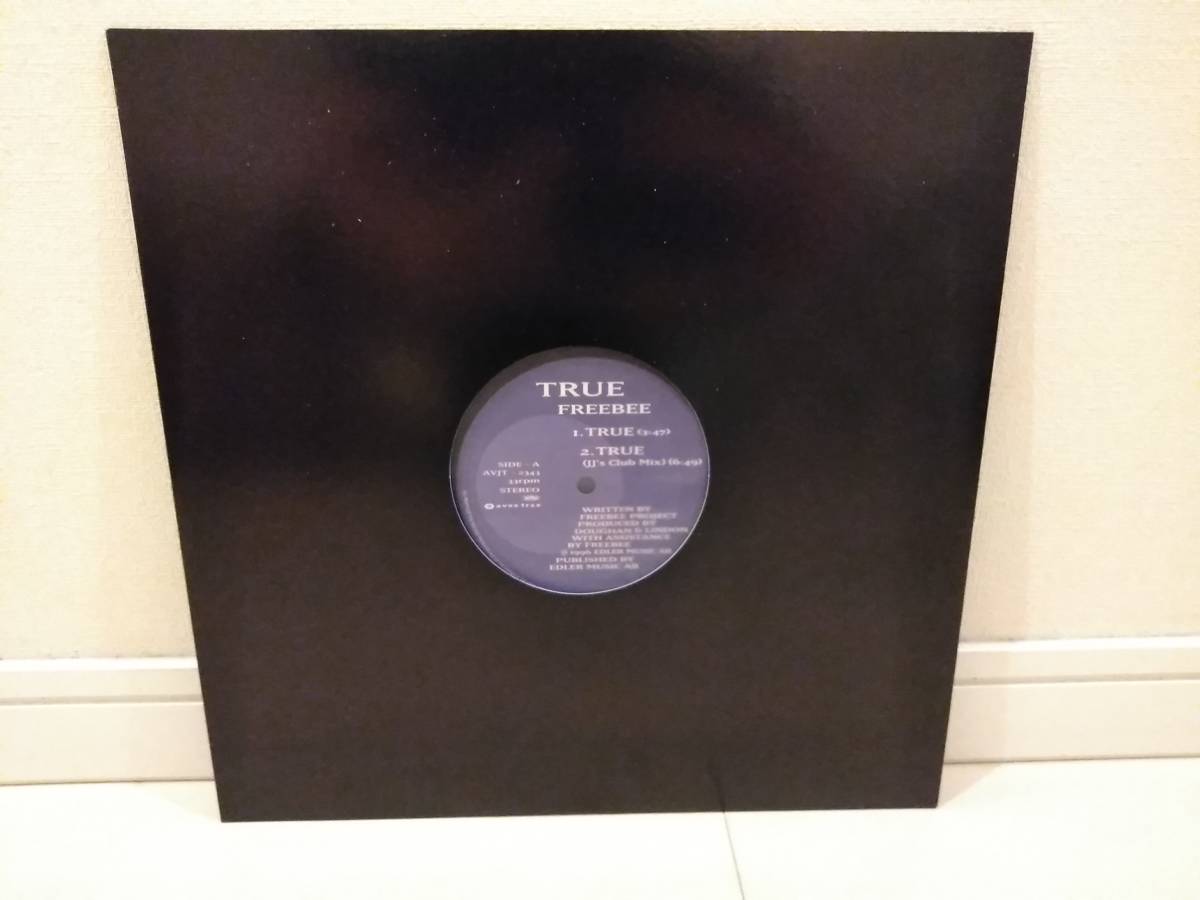 TRUE
FREEBEE
1. TRUE (3:47)
2. TRUE
(JJ's Club Mix) (6:49)
SIDE - A
AVJT - 2343
33rpm
STEREO
avex trax
WRITTEN BY
FREEBEE PROJECT
PRODUCED BY
DOUGHAN & LINDON
WITH ASSISTANCE
BY FREEBEE
℗ 1996 EDLER MUSIC AB
PUBLISHED BY
EDLER MUSIC AB